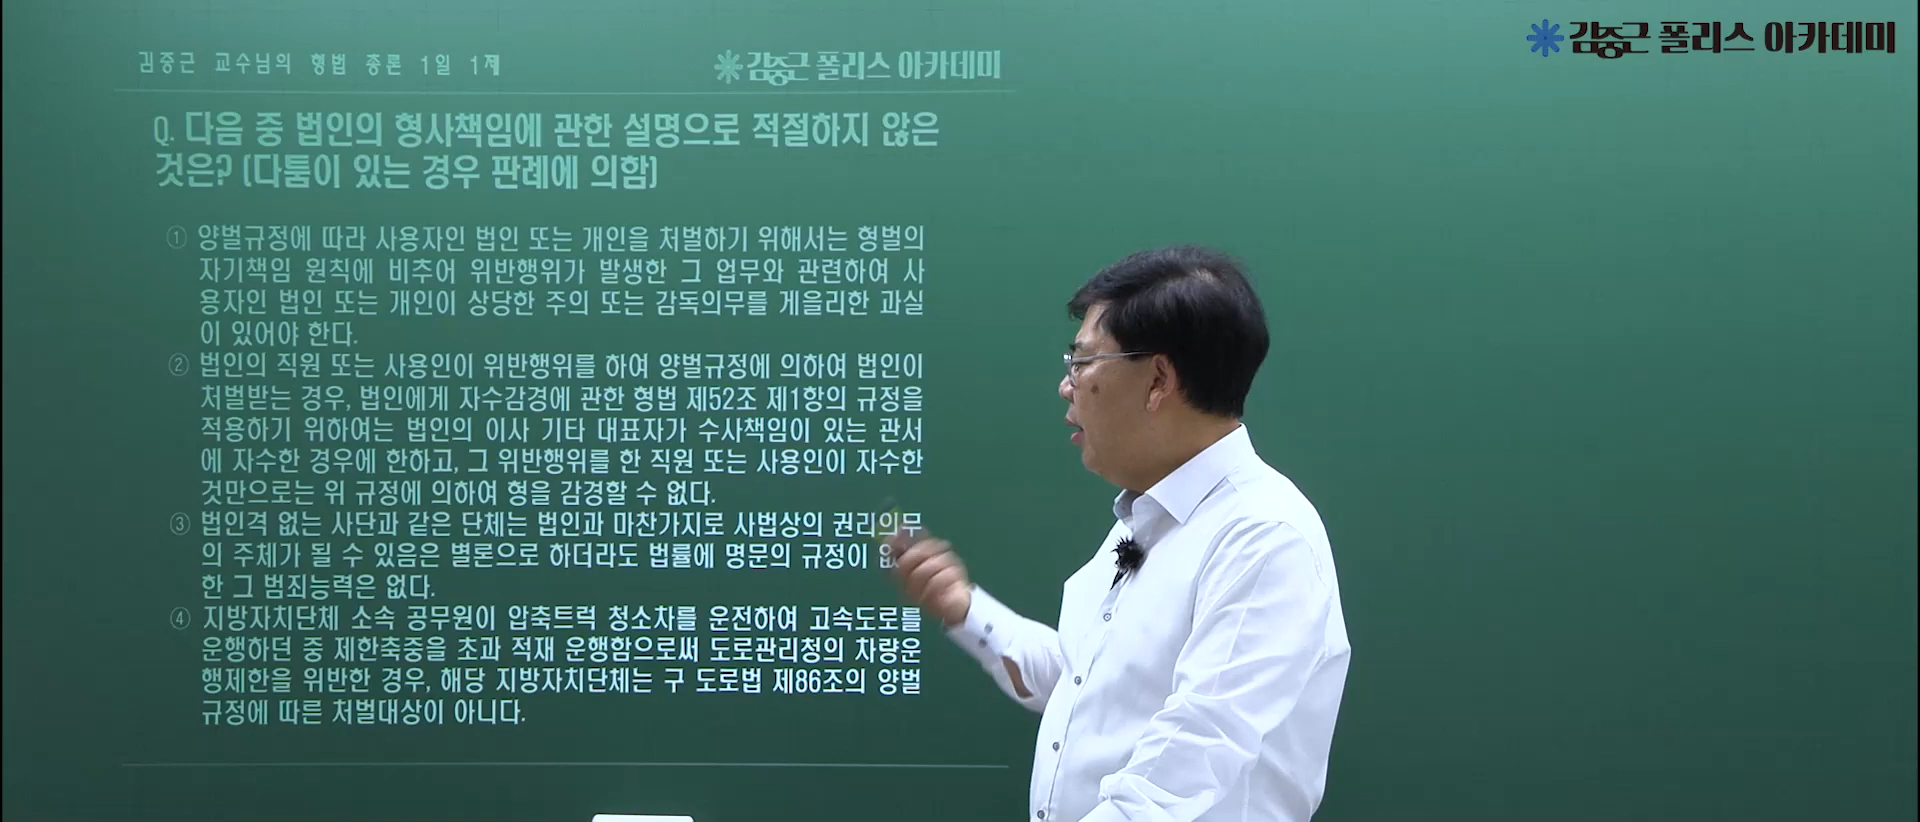 김중근 폴리스 아카데미
김중근 교수님의 형법 총론 1일 1제
김중근 폴리스 아카데미
Q. 다음 중 법인의 형사책임에 관한 설명으로 적절하지 않은
것은? (다툼이 있는 경우 판례에 의함)
① 양벌규정에 따라 사용자인 법인 또는 개인을 처벌하기 위해서는 형벌의
자기책임 원칙에 비추어 위반행위가 발생한 그 업무와 관련하여 사
용자인 법인 또는 개인이 상당한 주의 또는 감독의무를 게을리한 과실
이 있어야 한다.
② 법인의 직원 또는 사용인이 위반행위를 하여 양벌규정에 의하여 법인이
처벌받는 경우, 법인에게 자수감경에 관한 형법 제52조 제1항의 규정을
적용하기 위하여는 법인의 이사 기타 대표자가 수사책임이 있는 관서
에 자수한 경우에 한하고, 그 위반행위를 한 직원 또는 사용인이 자수한
것만으로는 위 규정에 의하여 형을 감경할 수 없다.
③ 법인격 없는 사단과 같은 단체는 법인과 마찬가지로 사법상의 권리의무
의 주체가 될 수 있음은 별론으로 하더라도 법률에 명문의 규정이
한 그 범죄능력은 없다.
④ 지방자치단체 소속 공무원이 압축트럭 청소차를 운전하여 고속도로를
운행하던 중 제한축중을 초과 적재 운행함으로써 도로관리청의 차량운
행제한을 위반한 경우, 해당 지방자치단체는 구 도로법 제86조의 양벌
규정에 따른 처벌대상이 아니다.